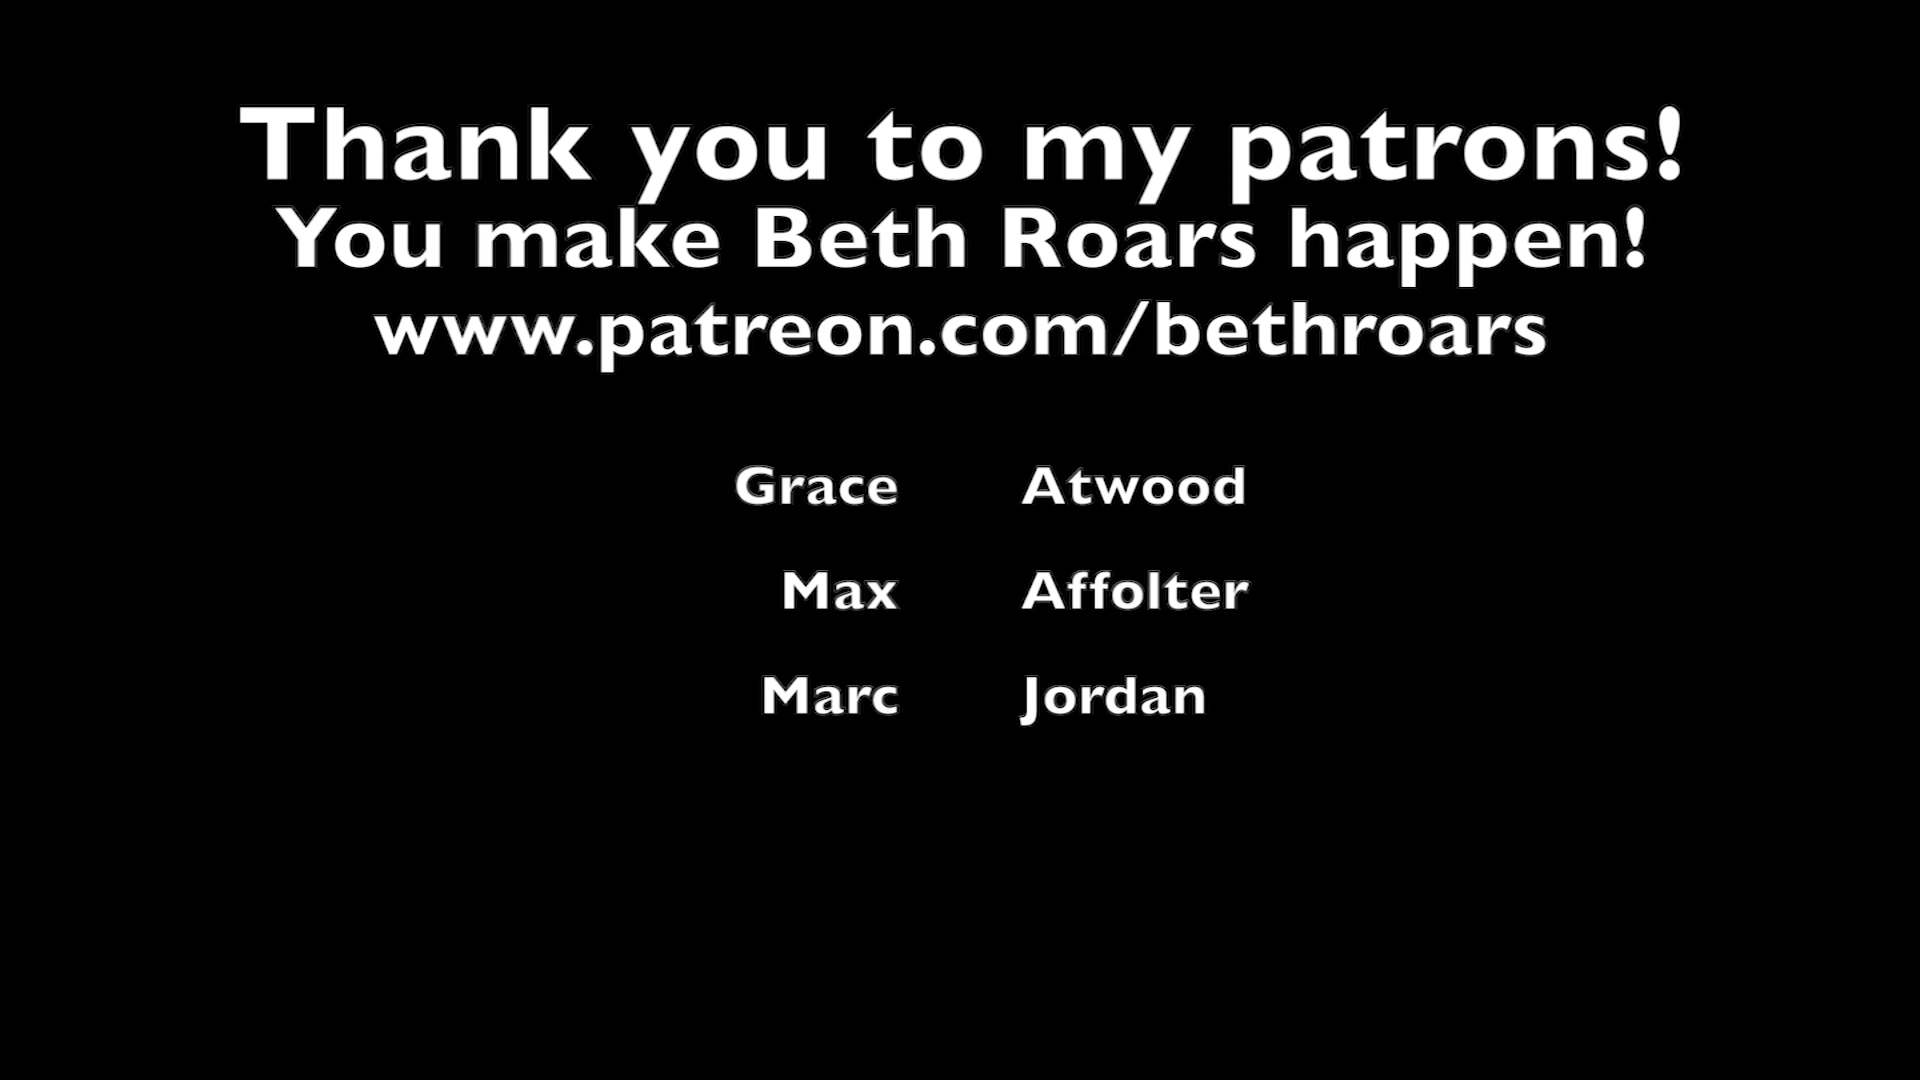 Thank you to my patrons!
You make Beth Roars happen!
www.patreon.com/bethroars
Grace Atwood
Max Affolter
Marc Jordan